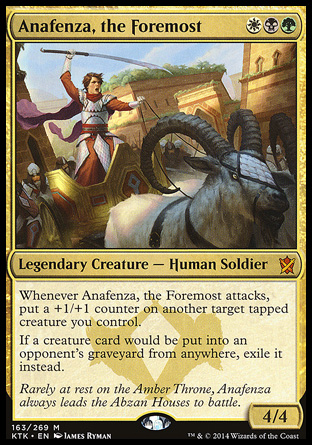 Anafenza, the Foremost
Legendary Creature — Human Soldier
Whenever Anafenza, the Foremost attacks,
put a +1/+1 counter on another target tapped
creature you control.
If a creature card would be put into an
opponent's graveyard from anywhere, exile it
instead.
Rarely at rest on the Amber Throne, Anafenza
always leads the Abzan Houses to battle.
4/4
163/269 M
KTK • EN James Ryman
™ & © 2014 Wizards of the Coast